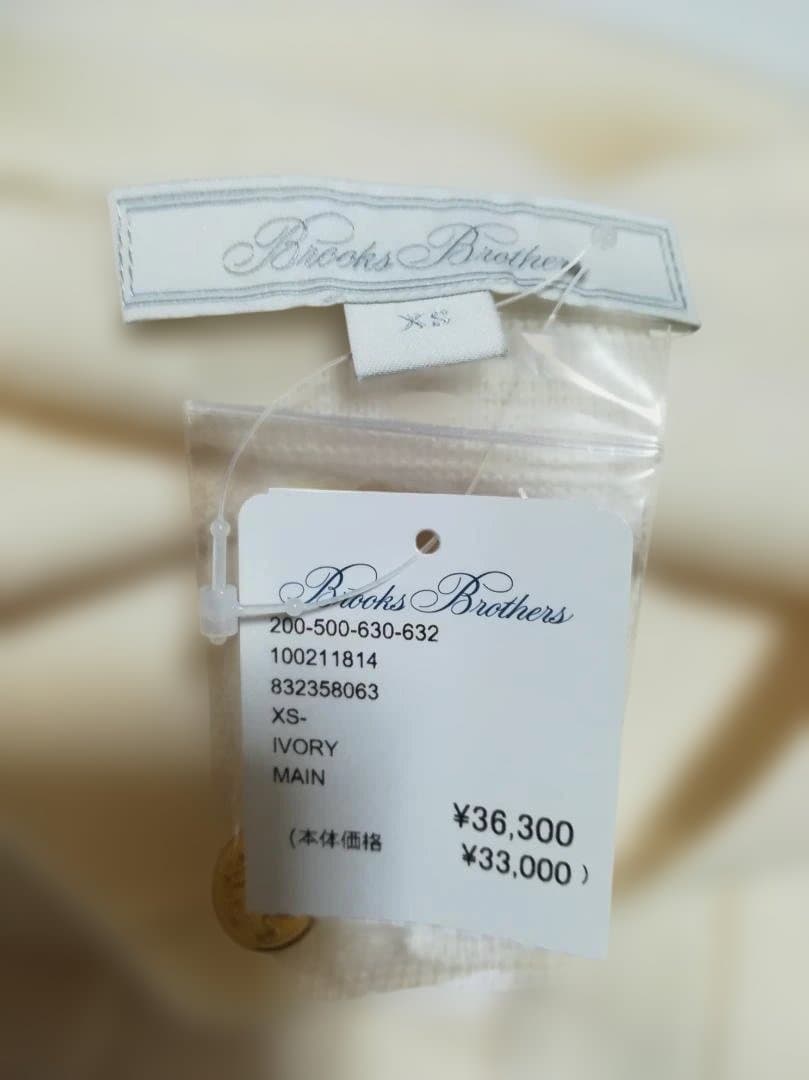 Brooks Brothers
XS
Brooks Brothers
200-500-630-632
100211814
832358063
XS-
IVORY
MAIN
¥36,300
(本体価格 ¥33,000)